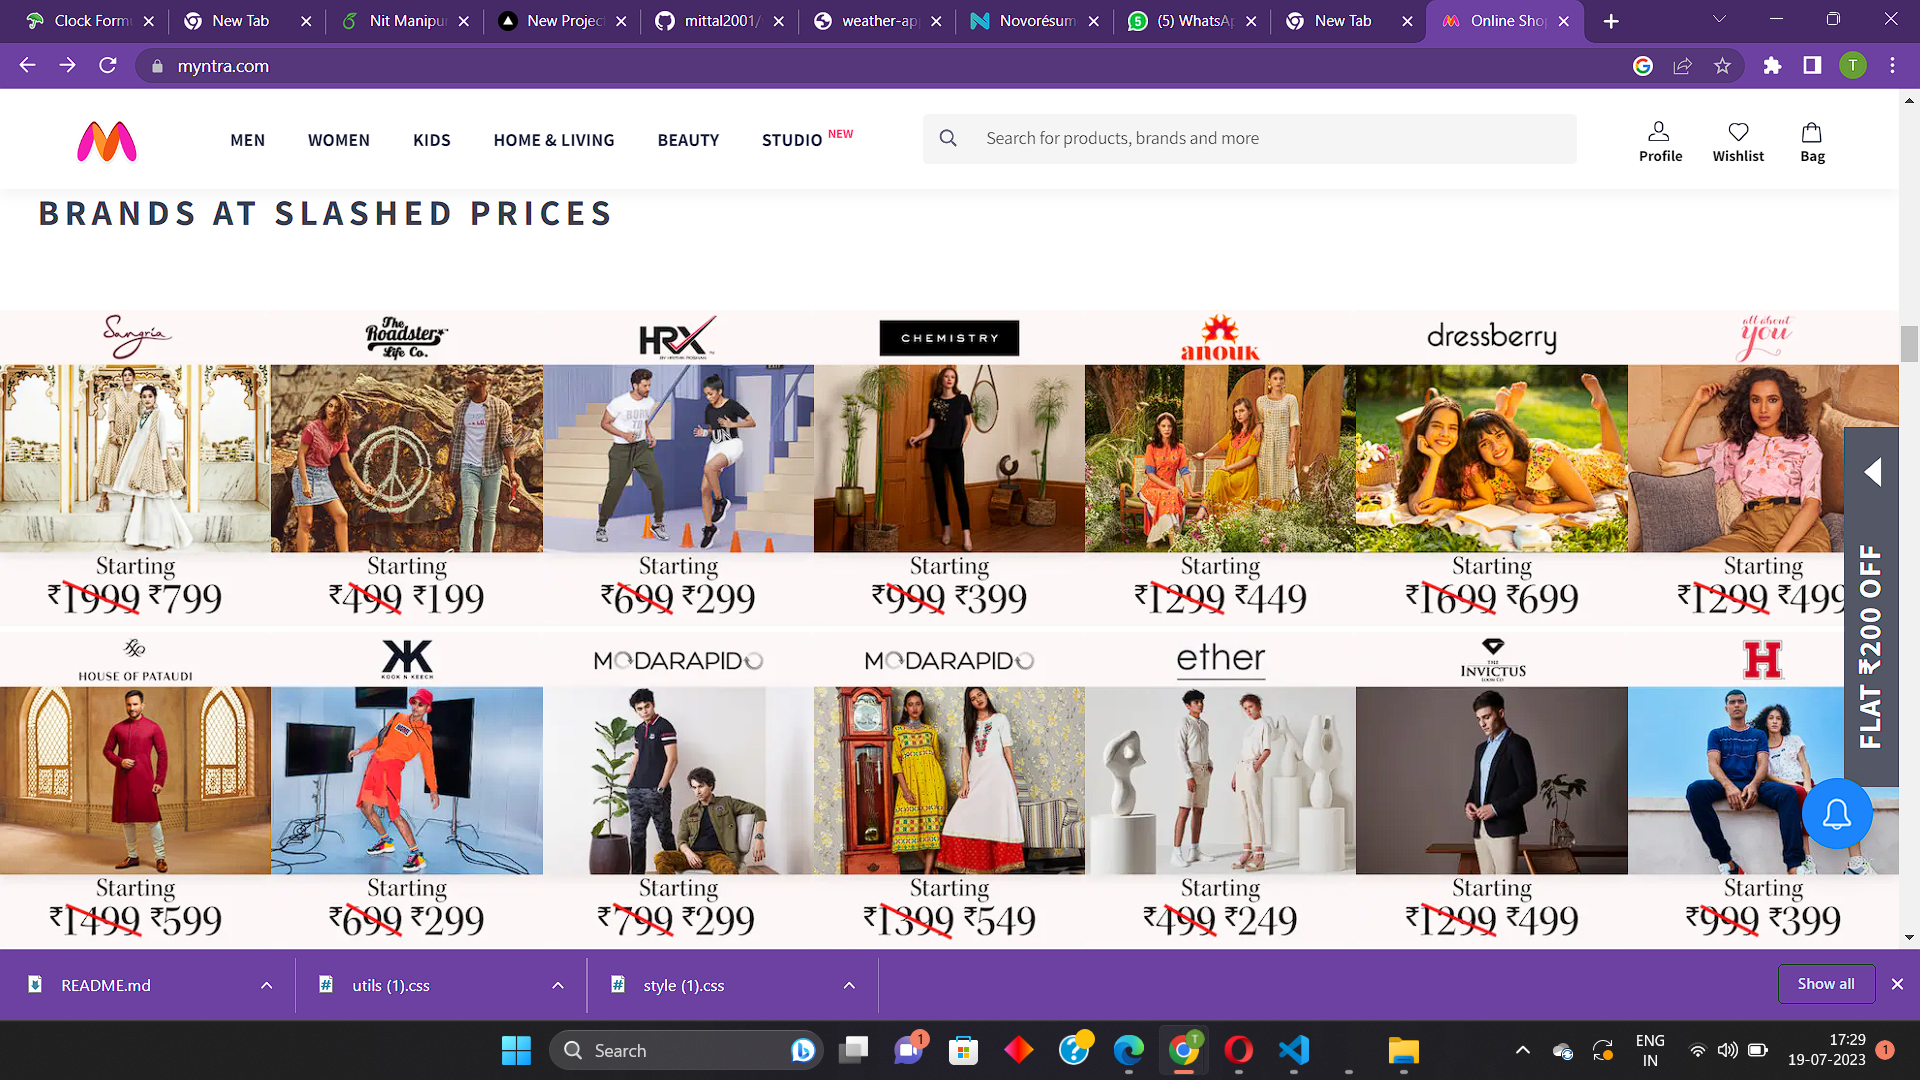 Clock Form
New Tab
Nit Manipu
New Projec
mittal2001/
weather-ap
Novorésum
(5) WhatsA
New Tab
Online Sho
myntra.com
T
MEN
WOMEN
KIDS
HOME & LIVING
BEAUTY
STUDIO NEW
Search for products, brands and more
Profile
Wishlist
Bag
BRANDS AT SLASHED PRICES
Sangria
The Roadster Life Co.
HRX
CHEMISTRY
anouk
dressberry
all about you
Starting
₹1999 ₹799
Starting
₹499 ₹199
Starting
₹699 ₹299
Starting
₹999 ₹399
Starting
₹1299 ₹449
Starting
₹1699 ₹699
Starting
₹1299 ₹499
FLAT ₹200 OFF
HOUSE OF PATAUDI
KOOK N KEECH
MODARAPIDO
MODARAPIDO
ether
THE INVICTUS
H
Starting
₹1499 ₹599
Starting
₹699 ₹299
Starting
₹799 ₹299
Starting
₹1399 ₹549
Starting
₹499 ₹249
Starting
₹1299 ₹499
Starting
₹999 ₹399
README.md
utils (1).css
style (1).css
Show all
Search
1
T
ENG
IN
17:29
19-07-2023
1